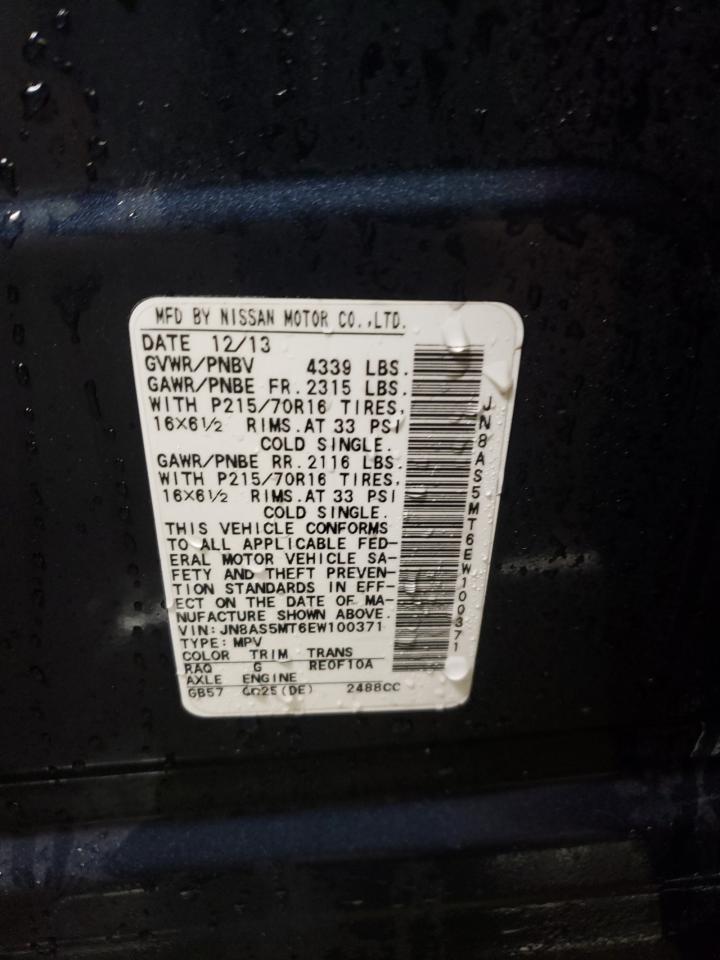 MFD BY NISSAN MOTOR CO.,LTD.
DATE 12/13
GVWR/PNBV 4339 LBS.
GAWR/PNBE FR.2315 LBS.
WITH P215/70R16 TIRES,
16×6½ RIMS.AT 33 PSI
COLD SINGLE.
GAWR/PNBE RR.2116 LBS.
WITH P215/70R16 TIRES,
16×6½ RIMS.AT 33 PSI
COLD SINGLE.
THIS VEHICLE CONFORMS
TO ALL APPLICABLE FED-
ERAL MOTOR VEHICLE SA-
FETY AND THEFT PREVEN-
TION STANDARDS IN EFF-
ECT ON THE DATE OF MA-
NUFACTURE SHOWN ABOVE.
VIN:JN8AS5MT6EW100371
TYPE:MPV
COLOR TRIM TRANS
RAQ G RE0F10A
AXLE ENGINE
GB57 2488CC
JN8AS5MT6EW100371